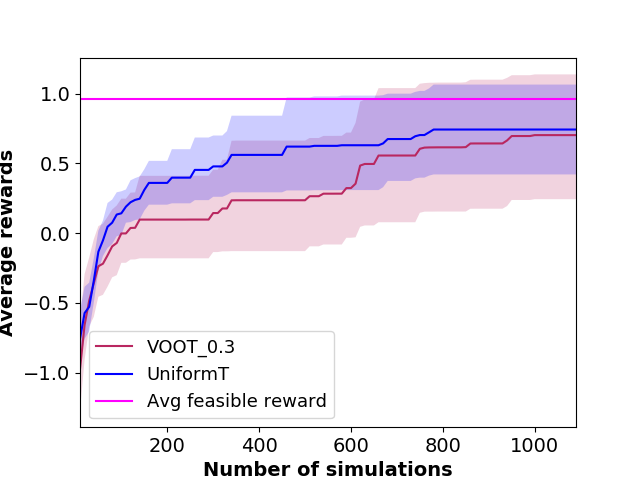 Average rewards
1.0
0.5
0.0
−0.5
−1.0
VOOT_0.3
UniformT
Avg feasible reward
200
400
600
800
1000
Number of simulations